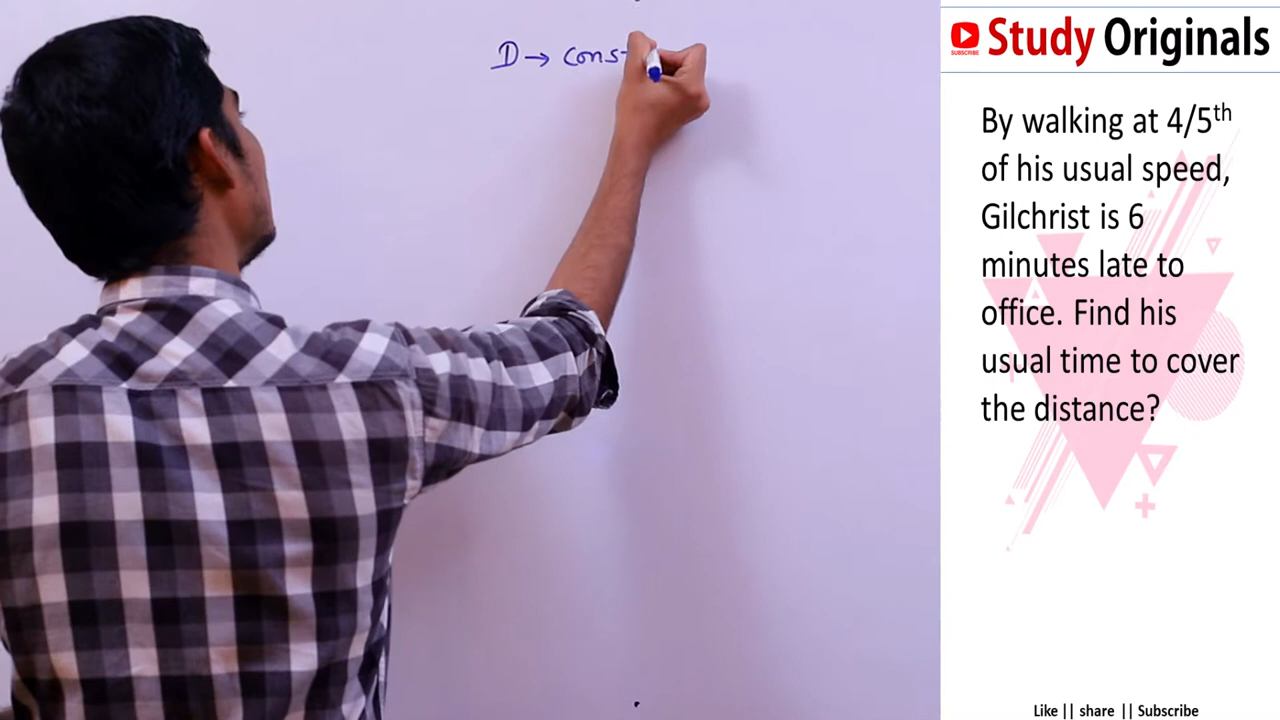 D → const
SUBSCRIBE
Study Originals
By walking at 4/5th
of his usual speed,
Gilchrist is 6
minutes late to
office. Find his
usual time to cover
the distance?
Like || share || Subscribe